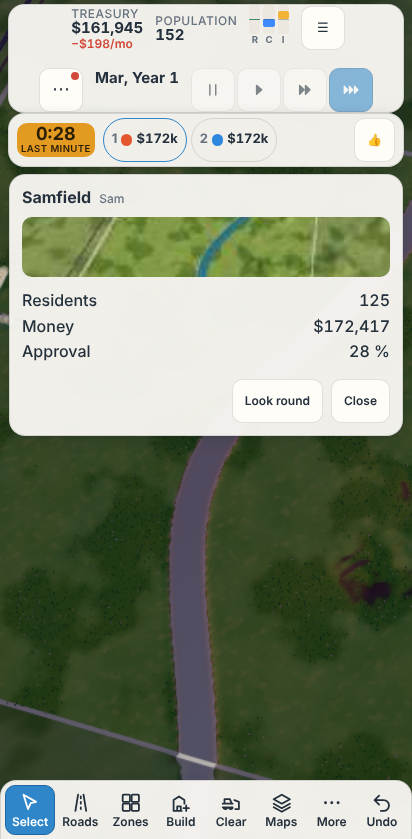 TREASURY
$161,945
−$198/mo
POPULATION
152
R C I
☰
...
Mar, Year 1
0:28
LAST MINUTE
1 $172k
2 $172k
Samfield Sam
Residents 125
Money $172,417
Approval 28 %
Look round
Close
Select
Roads
Zones
Build
Clear
Maps
More
Undo